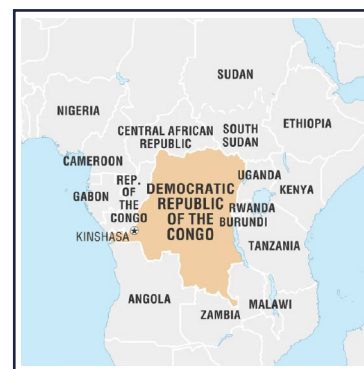 SUDAN
NIGERIA
ETHIOPIA
CENTRAL AFRICAN
REPUBLIC
SOUTH
SUDAN
CAMEROON
UGANDA
KENYA
GABON
REP.
OF
THE
CONGO
DEMOCRATIC
REPUBLIC
OF THE
CONGO
RWANDA
BURUNDI
KINSHASA
TANZANIA
ANGOLA
MALAWI
ZAMBIA